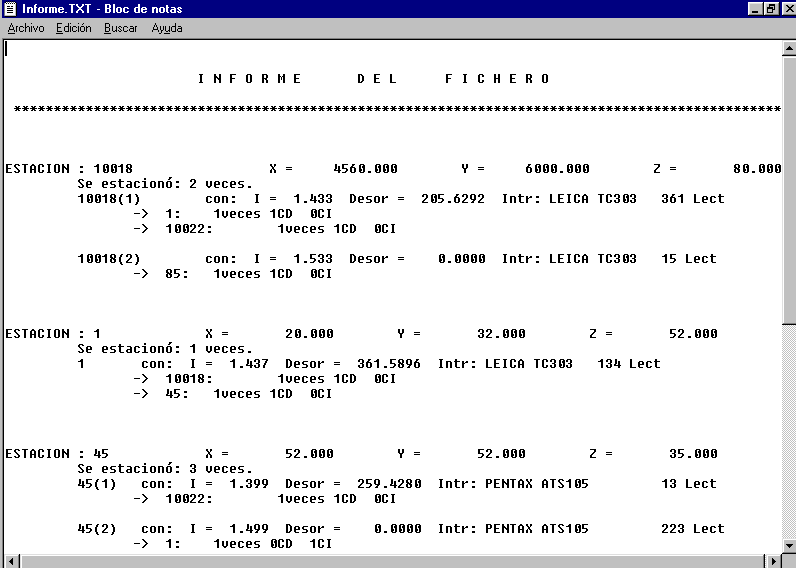 Informe.TXT - Bloc de notas
Archivo Edición Buscar Ayuda
I N F O R M E D E L F I C H E R O
*************************************************************************************************
ESTACION : 10018 X = 4560.000 Y = 6000.000 Z = 80.000
Se estacionó: 2 veces.
10018(1) con: I = 1.433 Desor = 205.6292 Intr: LEICA TC303 361 Lect
-> 1: 1veces 1CD 0CI
-> 10022: 1veces 1CD 0CI
10018(2) con: I = 1.533 Desor = 0.0000 Intr: LEICA TC303 15 Lect
-> 85: 1veces 1CD 0CI
ESTACION : 1 X = 20.000 Y = 32.000 Z = 52.000
Se estacionó: 1 veces.
1 con: I = 1.437 Desor = 361.5896 Intr: LEICA TC303 134 Lect
-> 10018: 1veces 1CD 0CI
-> 45: 1veces 1CD 0CI
ESTACION : 45 X = 52.000 Y = 52.000 Z = 35.000
Se estacionó: 3 veces.
45(1) con: I = 1.399 Desor = 259.4280 Intr: PENTAX ATS105 13 Lect
-> 10022: 1veces 1CD 0CI
45(2) con: I = 1.499 Desor = 0.0000 Intr: PENTAX ATS105 223 Lect
-> 1: 1veces 0CD 1CI